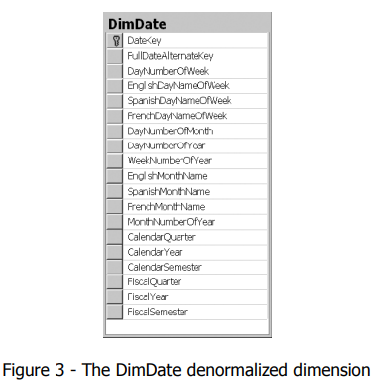 DimDate
DateKey
FullDateAlternateKey
DayNumberOfWeek
EnglishDayNameOfWeek
SpanishDayNameOfWeek
FrenchDayNameOfWeek
DayNumberOfMonth
DayNumberOfYear
WeekNumberOfYear
EnglishMonthName
SpanishMonthName
FrenchMonthName
MonthNumberOfYear
CalendarQuarter
CalendarYear
CalendarSemester
FiscalQuarter
FiscalYear
FiscalSemester
Figure 3 - The DimDate denormalized dimension